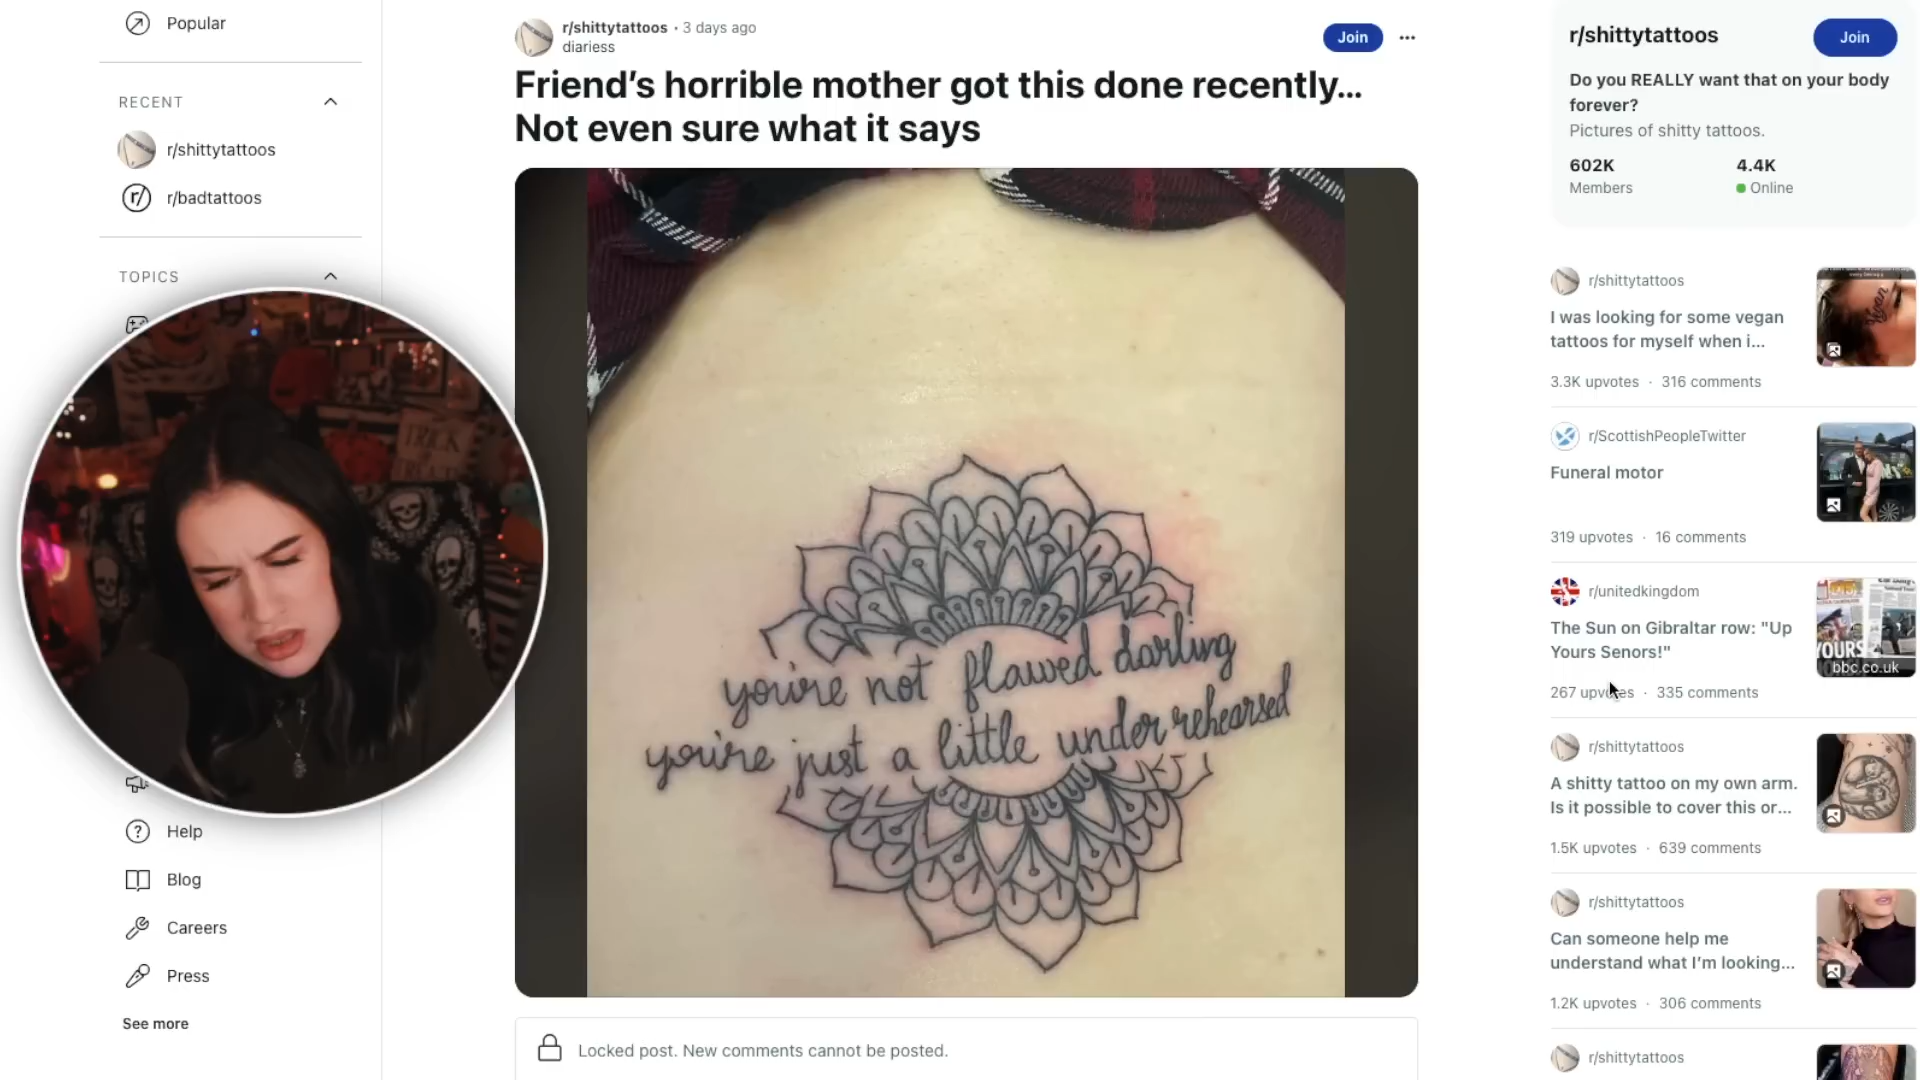 Popular
RECENT
r/shittytattoos
r/badtattoos
TOPICS
Help
Blog
Careers
Press
See more
r/shittytattoos · 3 days ago
diariess
Join
Friend's horrible mother got this done recently...
Not even sure what it says
you're not flawed darling
you're just a little under rehearsed
Locked post. New comments cannot be posted.
r/shittytattoos
Join
Do you REALLY want that on your body
forever?
Pictures of shitty tattoos.
602K 4.4K
Members Online
r/shittytattoos
I was looking for some vegan
tattoos for myself when i...
3.3K upvotes · 316 comments
vegan
r/ScottishPeopleTwitter
Funeral motor
319 upvotes · 16 comments
r/unitedkingdom
The Sun on Gibraltar row: "Up
Yours Senors!"
267 upvotes · 335 comments
YOURS
bbc.co.uk
r/shittytattoos
A shitty tattoo on my own arm.
Is it possible to cover this or...
1.5K upvotes · 639 comments
r/shittytattoos
Can someone help me
understand what I'm looking...
1.2K upvotes · 306 comments
r/shittytattoos
TRICK